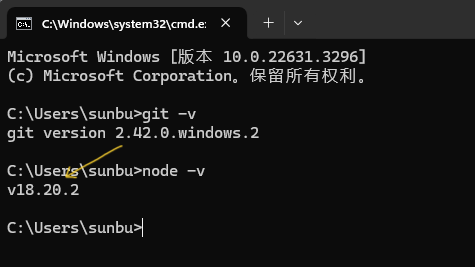 C:\Windows\system32\cmd.e
Microsoft Windows [版本 10.0.22631.3296]
(c) Microsoft Corporation。保留所有权利。
C:\Users\sunbu>git -v
git version 2.42.0.windows.2
C:\Users\sunbu>node -v
v18.20.2
C:\Users\sunbu>